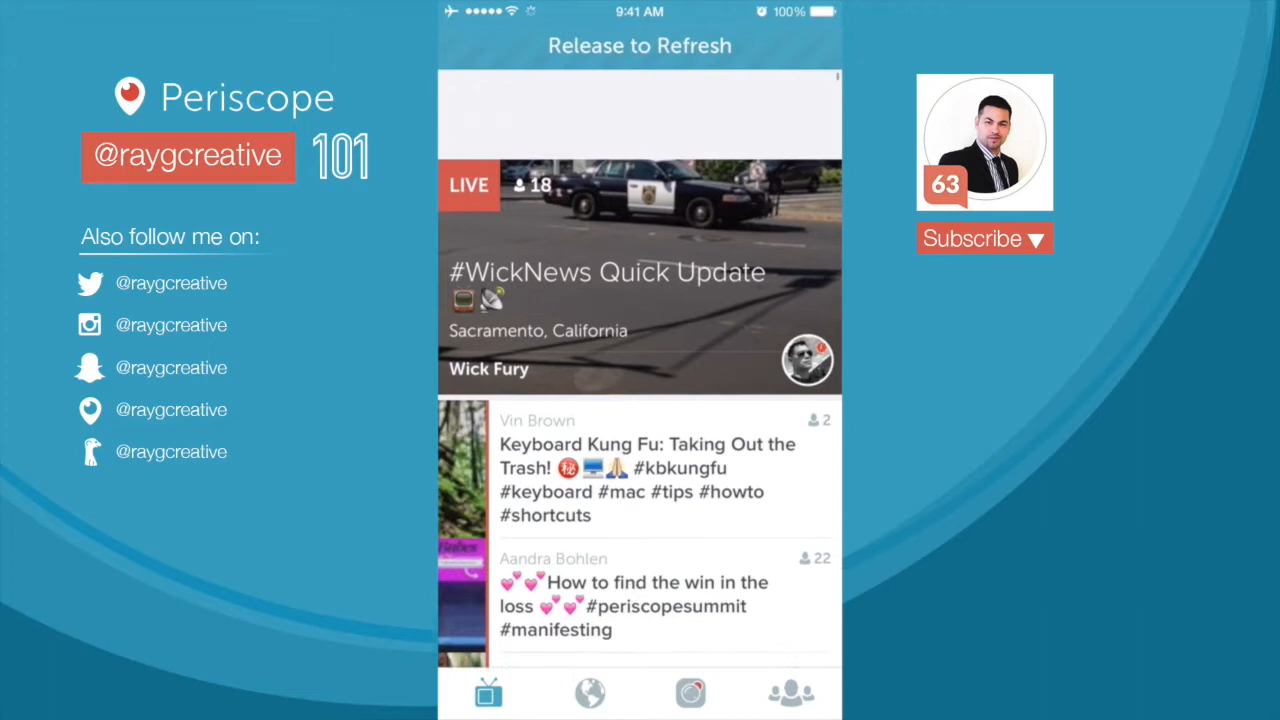 9:41 AM
100%
Release to Refresh
Periscope
@raygcreative 101
Also follow me on:
@raygcreative
@raygcreative
@raygcreative
@raygcreative
@raygcreative
LIVE 18
#WickNews Quick Update
Sacramento, California
Wick Fury
Vin Brown 2
Keyboard Kung Fu: Taking Out the
Trash! ㊙️💻🙏 #kbkungfu
#keyboard #mac #tips #howto
#shortcuts
Aandra Bohlen 22
💕💕How to find the win in the
loss 💕💕#periscopesummit
#manifesting
63
Subscribe